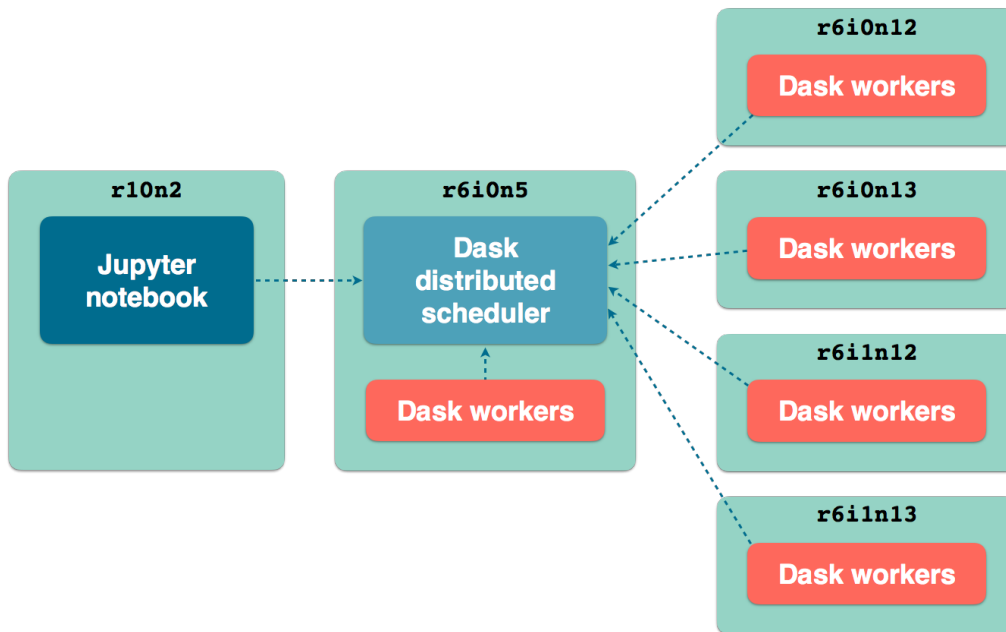 r10n2
Jupyter
notebook
r6i0n5
Dask
distributed
scheduler
Dask workers
r6i0n12
Dask workers
r6i0n13
Dask workers
r6i1n12
Dask workers
r6i1n13
Dask workers